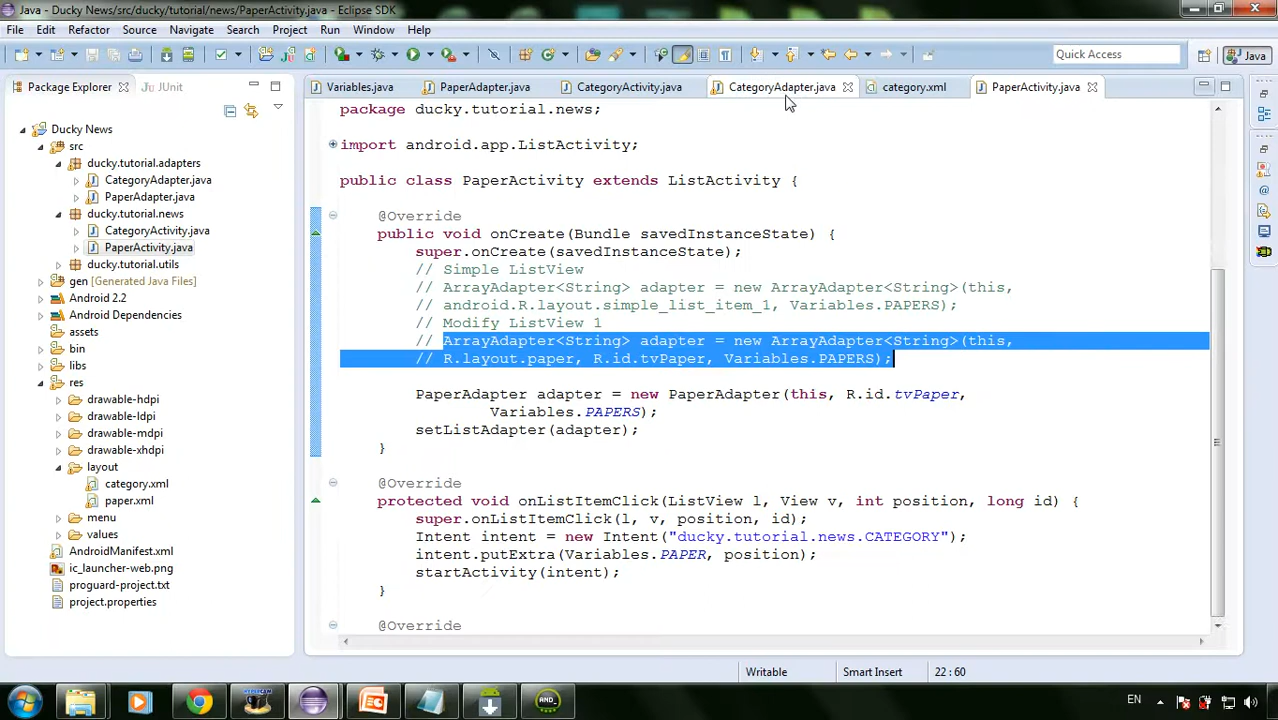 Java - Ducky News/src/ducky/tutorial/news/PaperActivity.java - Eclipse SDK
File Edit Refactor Source Navigate Search Project Run Window Help
Quick Access
Java
Package Explorer
JUnit
Variables.java
PaperAdapter.java
CategoryActivity.java
CategoryAdapter.java
category.xml
PaperActivity.java
Ducky News
src
ducky.tutorial.adapters
CategoryAdapter.java
PaperAdapter.java
ducky.tutorial.news
CategoryActivity.java
PaperActivity.java
ducky.tutorial.utils
gen [Generated Java Files]
Android 2.2
Android Dependencies
assets
bin
libs
res
drawable-hdpi
drawable-ldpi
drawable-mdpi
drawable-xhdpi
layout
category.xml
paper.xml
menu
values
AndroidManifest.xml
ic_launcher-web.png
proguard-project.txt
project.properties
package ducky.tutorial.news;
import android.app.ListActivity;
public class PaperActivity extends ListActivity {
@Override
public void onCreate(Bundle savedInstanceState) {
super.onCreate(savedInstanceState);
// Simple ListView
// ArrayAdapter<String> adapter = new ArrayAdapter<String>(this,
// android.R.layout.simple_list_item_1, Variables.PAPERS);
// Modify ListView 1
// ArrayAdapter<String> adapter = new ArrayAdapter<String>(this,
// R.layout.paper, R.id.tvPaper, Variables.PAPERS);
PaperAdapter adapter = new PaperAdapter(this, R.id.tvPaper,
Variables.PAPERS);
setListAdapter(adapter);
}
@Override
protected void onListItemClick(ListView l, View v, int position, long id) {
super.onListItemClick(l, v, position, id);
Intent intent = new Intent("ducky.tutorial.news.CATEGORY");
intent.putExtra(Variables.PAPER, position);
startActivity(intent);
}
@Override
Writable
Smart Insert
22 : 60
AND_
EN